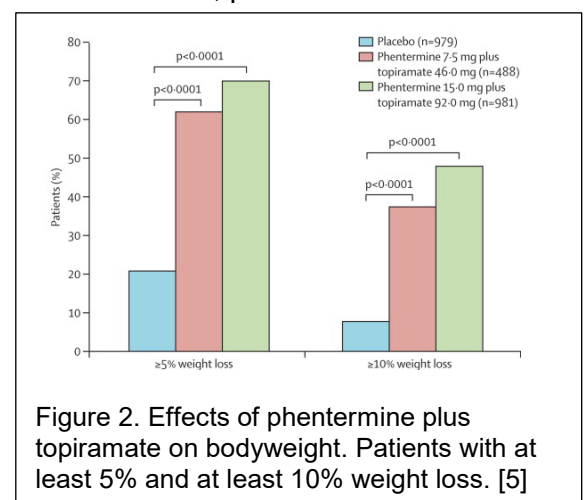 80
70
60
50
40
30
20
10
0
Patients (%)
p<0·0001
p<0·0001
p<0·0001
p<0·0001
Placebo (n=979)
Phentermine 7·5 mg plus
topiramate 46·0 mg (n=488)
Phentermine 15·0 mg plus
topiramate 92·0 mg (n=981)
≥5% weight loss
≥10% weight loss
Figure 2. Effects of phentermine plus
topiramate on bodyweight. Patients with at
least 5% and at least 10% weight loss. [5]